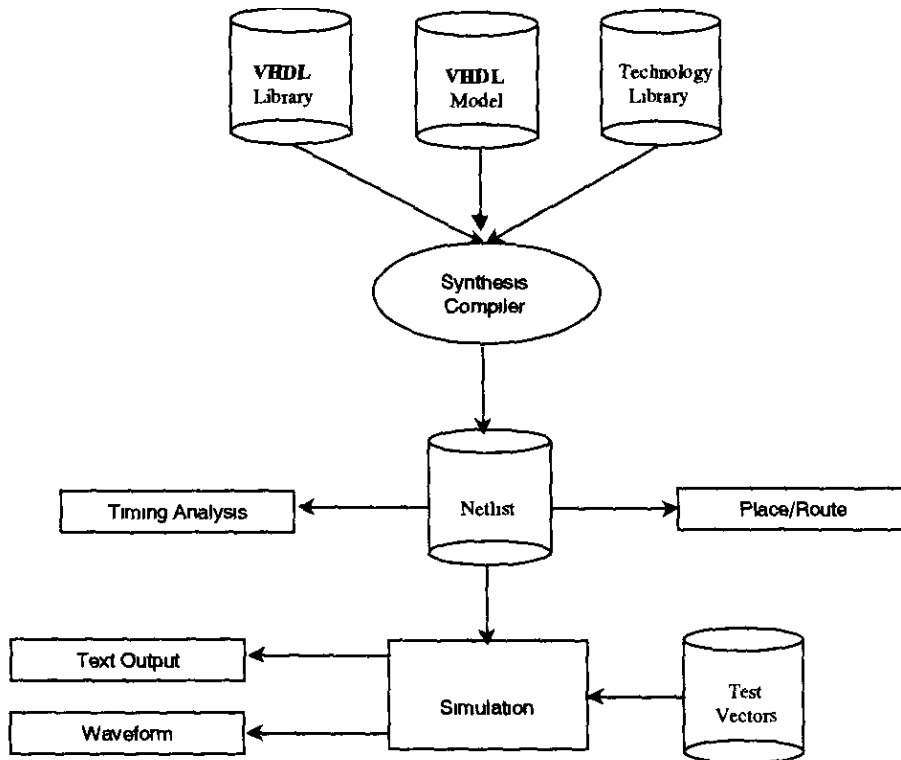 VHDL
Library
VHDL
Model
Technology
Library
Synthesis
Compiler
Timing Analysis
Netlist
Place/Route
Text Output
Waveform
Simulation
Test
Vectors